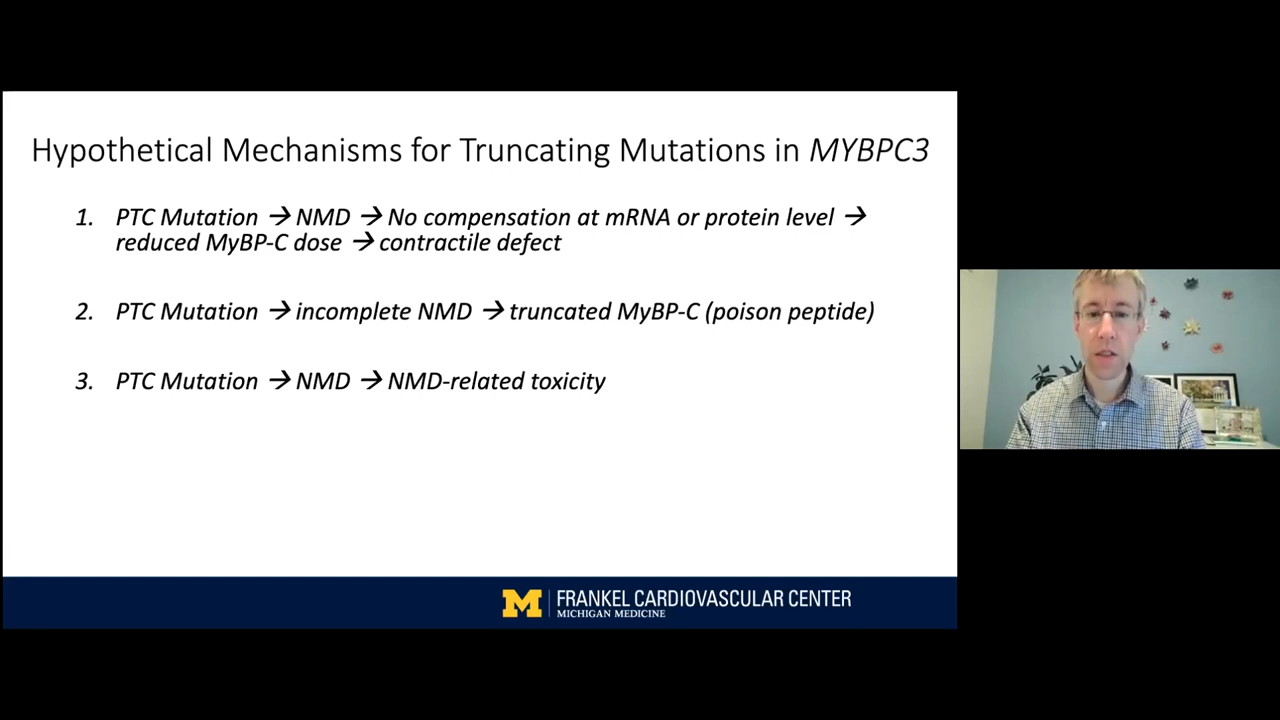 Hypothetical Mechanisms for Truncating Mutations in MYBPC3
1. PTC Mutation → NMD → No compensation at mRNA or protein level →
reduced MyBP-C dose → contractile defect
2. PTC Mutation → incomplete NMD → truncated MyBP-C (poison peptide)
3. PTC Mutation → NMD → NMD-related toxicity
M FRANKEL CARDIOVASCULAR CENTER
MICHIGAN MEDICINE